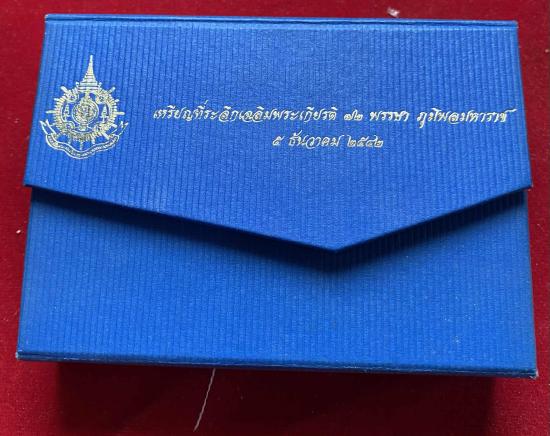 เหรียญที่ระลึกเฉลิมพระเกียรติ ๗๒ พรรษา ภูมิพลมหาราช
๕ ธันวาคม ๒๕๔๒